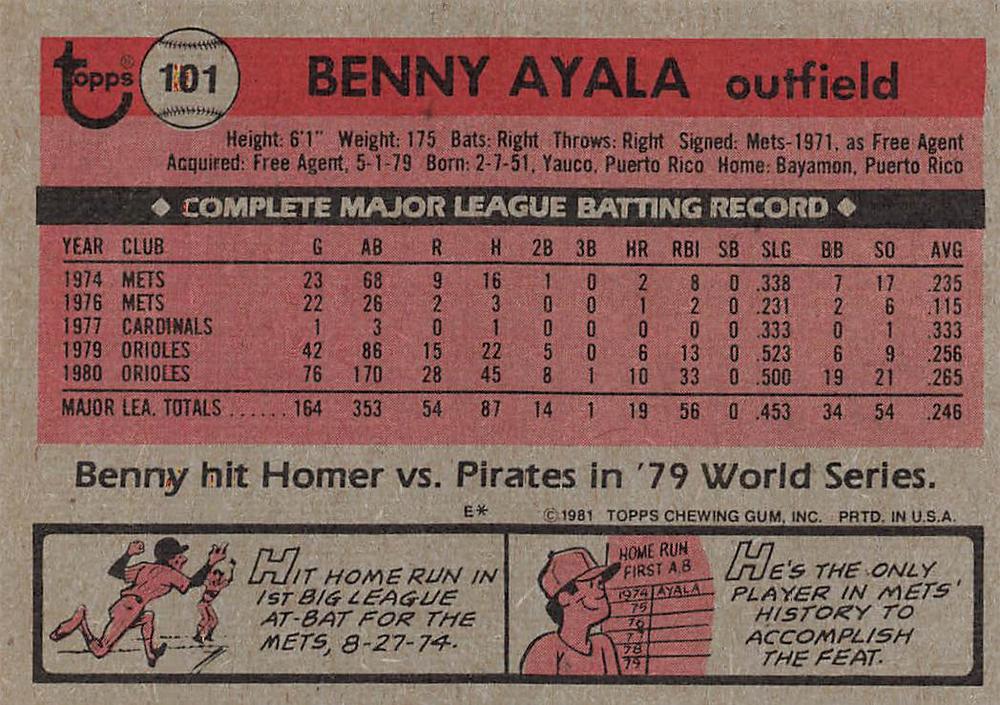 Topps® 101 BENNY AYALA outfield
Height: 6'1" Weight: 175 Bats: Right Throws: Right Signed: Mets-1971, as Free Agent
Acquired: Free Agent, 5-1-79 Born: 2-7-51, Yauco, Puerto Rico Home: Bayamon, Puerto Rico
◆ COMPLETE MAJOR LEAGUE BATTING RECORD ◆
YEAR CLUB G AB R H 2B 3B HR RBI SB SLG BB SO AVG
1974 METS 23 68 9 16 1 0 2 8 0 .338 7 17 .235
1976 METS 22 26 2 3 0 0 1 2 0 .231 2 6 .115
1977 CARDINALS 1 3 0 1 0 0 0 0 0 .333 0 1 .333
1979 ORIOLES 42 86 15 22 5 0 6 13 0 .523 6 9 .256
1980 ORIOLES 76 170 28 45 8 1 10 33 0 .500 19 21 .265
MAJOR LEA. TOTALS ......164 353 54 87 14 1 19 56 0 .453 34 54 .246
Benny hit Homer vs. Pirates in '79 World Series.
E* ©1981 TOPPS CHEWING GUM, INC. PRTD. IN U.S.A.
HIT HOME RUN IN
1ST BIG LEAGUE
AT-BAT FOR THE
METS, 8-27-74.
HOME RUN
FIRST A.B
1974 AYALA
75
76
77
78
79
HE'S THE ONLY
PLAYER IN METS'
HISTORY TO
ACCOMPLISH
THE FEAT.